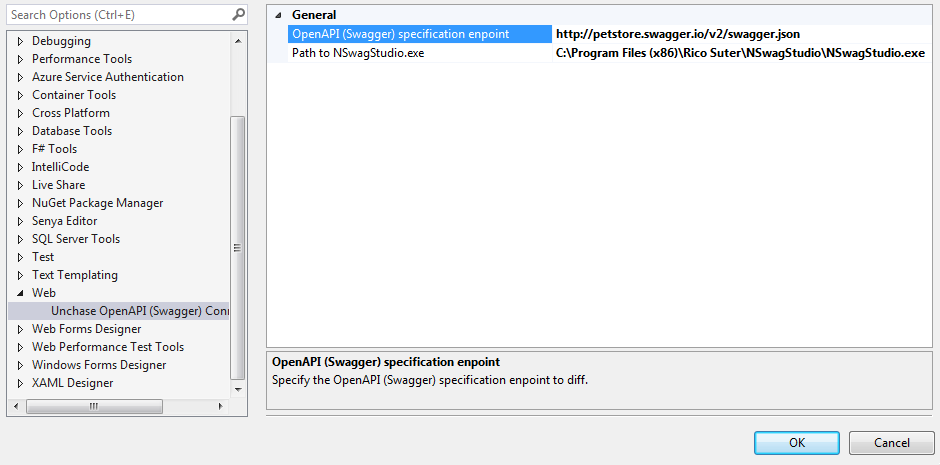 Search Options (Ctrl+E)
Debugging
Performance Tools
Azure Service Authentication
Container Tools
Cross Platform
Database Tools
F# Tools
IntelliCode
Live Share
NuGet Package Manager
Senya Editor
SQL Server Tools
Test
Text Templating
Web
Unchase OpenAPI (Swagger) Conn
Web Forms Designer
Web Performance Test Tools
Windows Forms Designer
XAML Designer
General
OpenAPI (Swagger) specification enpoint http://petstore.swagger.io/v2/swagger.json
Path to NSwagStudio.exe C:\Program Files (x86)\Rico Suter\NSwagStudio\NSwagStudio.exe
OpenAPI (Swagger) specification enpoint
Specify the OpenAPI (Swagger) specification enpoint to diff.
OK Cancel